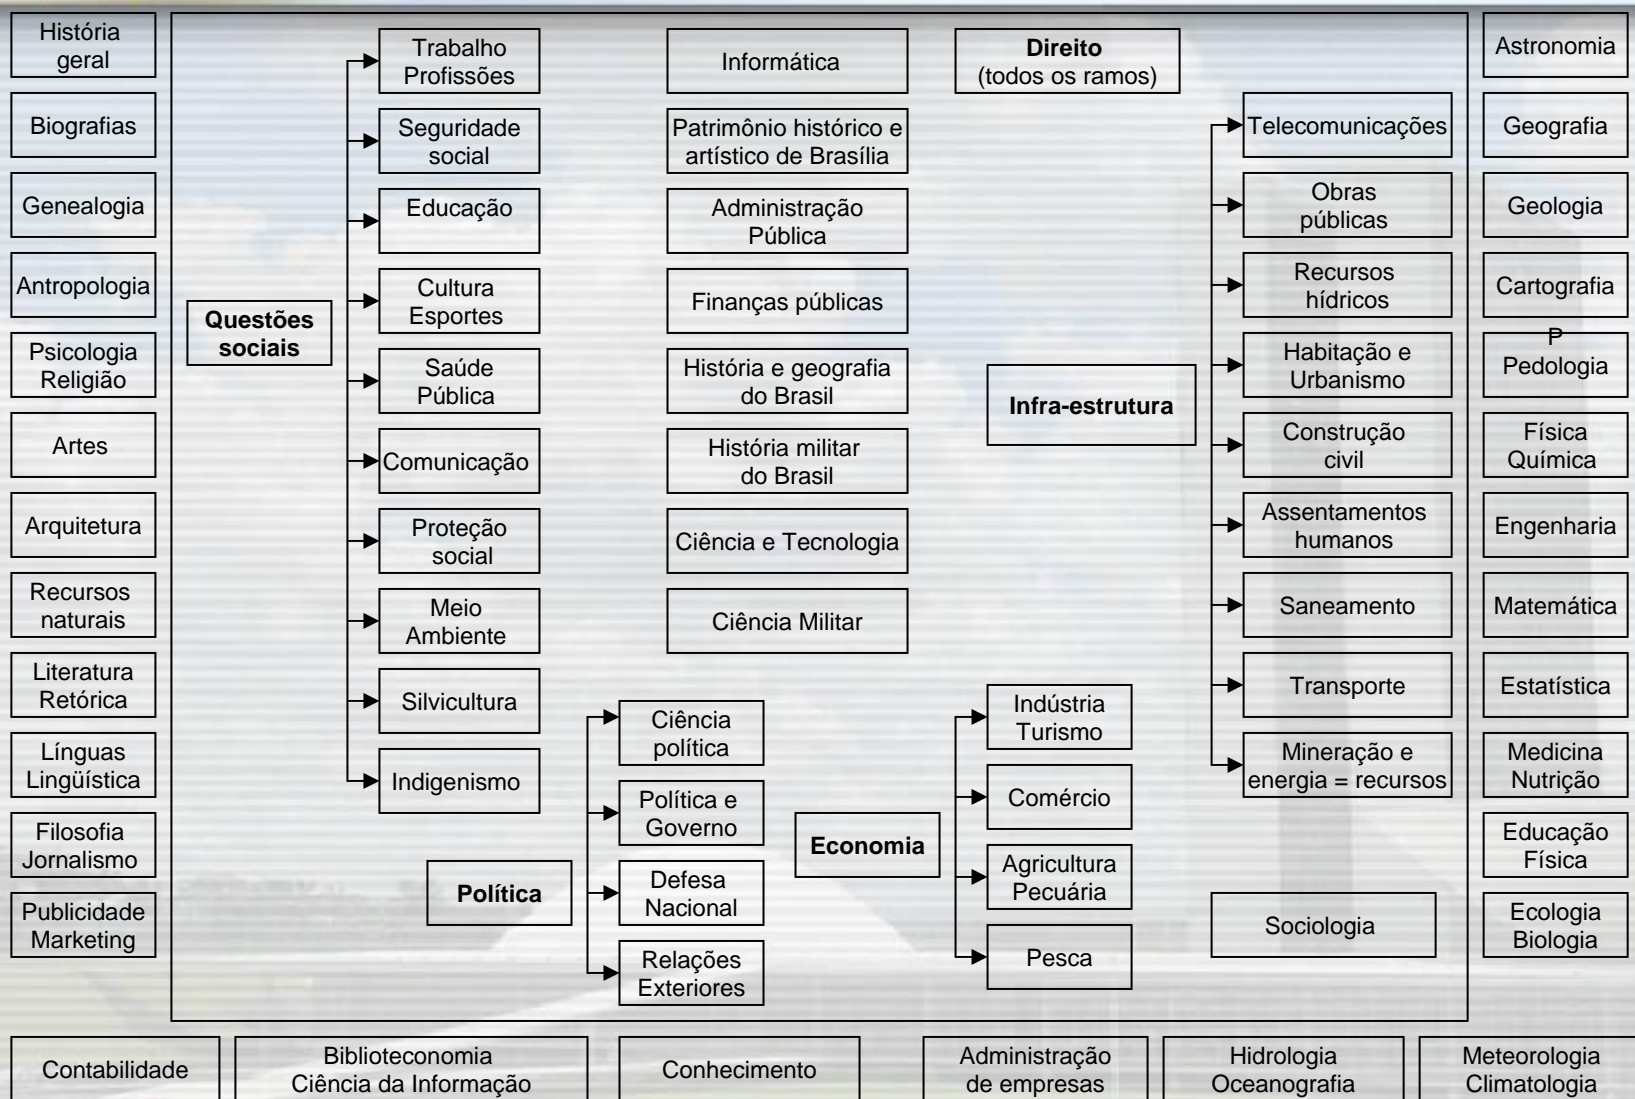 História
geral
Biografias
Genealogia
Antropologia
Psicologia
Religião
Artes
Arquitetura
Recursos
naturais
Literatura
Retórica
Línguas
Lingüística
Filosofia
Jornalismo
Publicidade
Marketing
Questões
sociais
Trabalho
Profissões
Seguridade
social
Educação
Cultura
Esportes
Saúde
Pública
Comunicação
Proteção
social
Meio
Ambiente
Silvicultura
Indigenismo
Informática
Patrimônio histórico e
artístico de Brasília
Administração
Pública
Finanças públicas
História e geografia
do Brasil
História militar
do Brasil
Ciência e Tecnologia
Ciência Militar
Política
Ciência
política
Política e
Governo
Defesa
Nacional
Relações
Exteriores
Direito
(todos os ramos)
Economia
Indústria
Turismo
Comércio
Agricultura
Pecuária
Pesca
Infra-estrutura
Telecomunicações
Obras
públicas
Recursos
hídricos
Habitação e
Urbanismo
Construção
civil
Assentamentos
humanos
Saneamento
Transporte
Mineração e
energia = recursos
Sociologia
Astronomia
Geografia
Geologia
Cartografia
P
Pedologia
Física
Química
Engenharia
Matemática
Estatística
Medicina
Nutrição
Educação
Física
Ecologia
Biologia
Contabilidade
Biblioteconomia
Ciência da Informação
Conhecimento
Administração
de empresas
Hidrologia
Oceanografia
Meteorologia
Climatologia